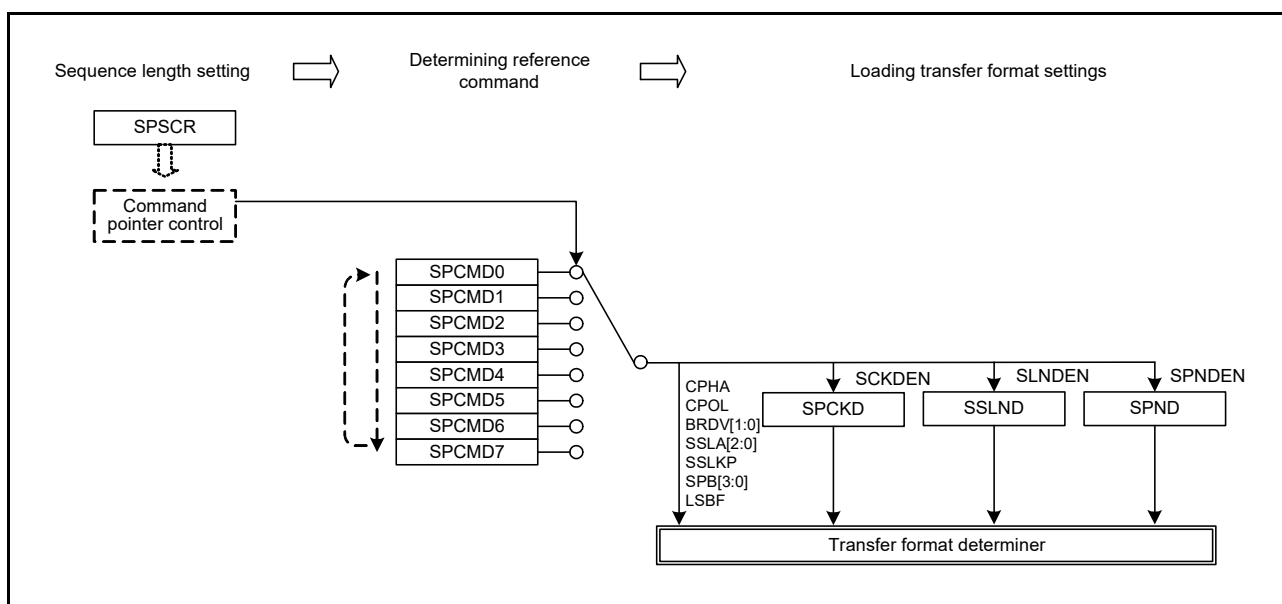 Sequence length setting
Determining reference
command
Loading transfer format settings
SPSCR
Command
pointer control
SPCMD0
SPCMD1
SPCMD2
SPCMD3
SPCMD4
SPCMD5
SPCMD6
SPCMD7
CPHA
CPOL
BRDV[1:0]
SSLA[2:0]
SSLKP
SPB[3:0]
LSBF
SCKDEN
SLNDEN
SPNDEN
SPCKD
SSLND
SPND
Transfer format determiner